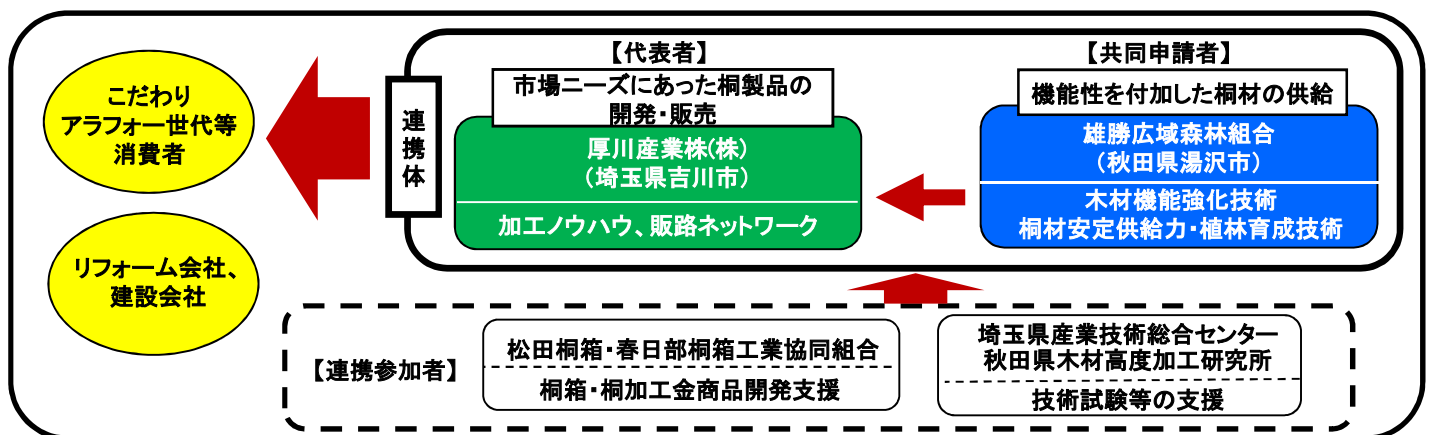 こだわり
アラフォー世代等
消費者
リフォーム会社、
建設会社
連
携
体
【代表者】
市場ニーズにあった桐製品の
開発・販売
厚川産業株(株)
(埼玉県吉川市)
加工ノウハウ、販路ネットワーク
【共同申請者】
機能性を付加した桐材の供給
雄勝広域森林組合
(秋田県湯沢市)
木材機能強化技術
桐材安定供給力・植林育成技術
【連携参加者】
松田桐箱・春日部桐箱工業協同組合
桐箱・桐加工金商品開発支援
埼玉県産業技術総合センター
秋田県木材高度加工研究所
技術試験等の支援